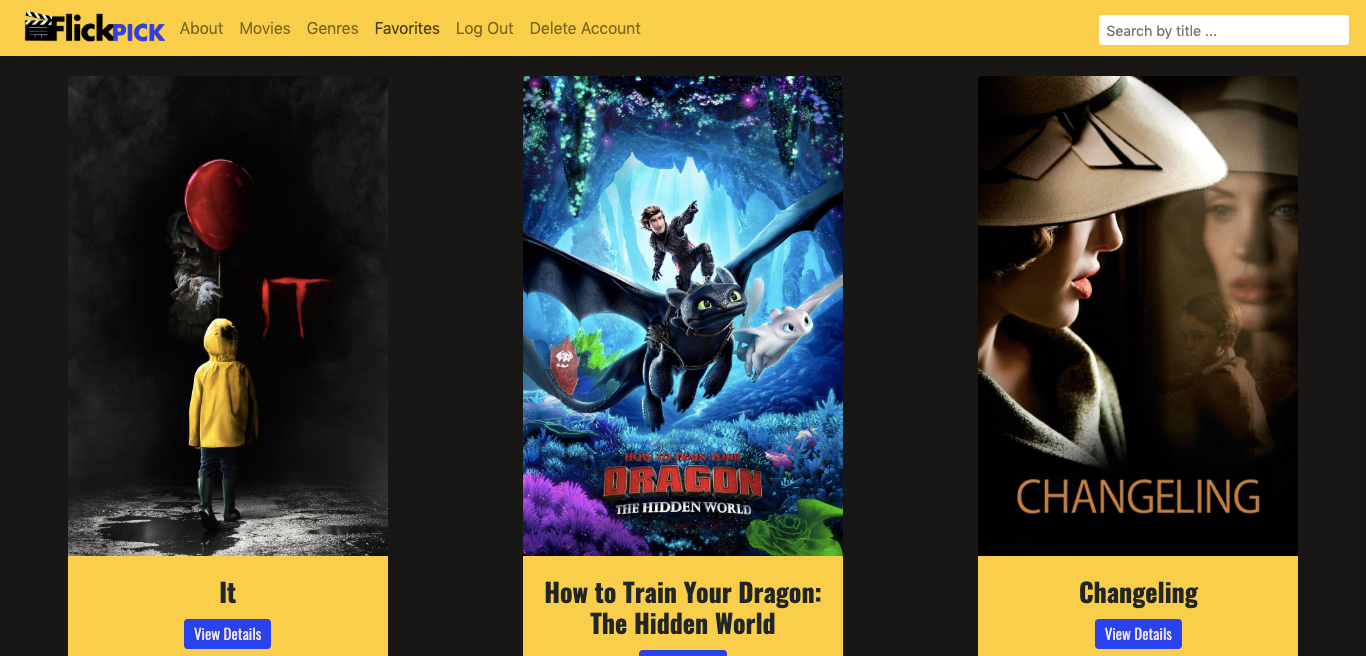 FlickPICK About Movies Genres Favorites Log Out Delete Account Search by title ...
IT
HOW TO TRAIN YOUR
DRAGON
THE HIDDEN WORLD
CHANGELING
It
View Details
How to Train Your Dragon:
The Hidden World
Changeling
View Details